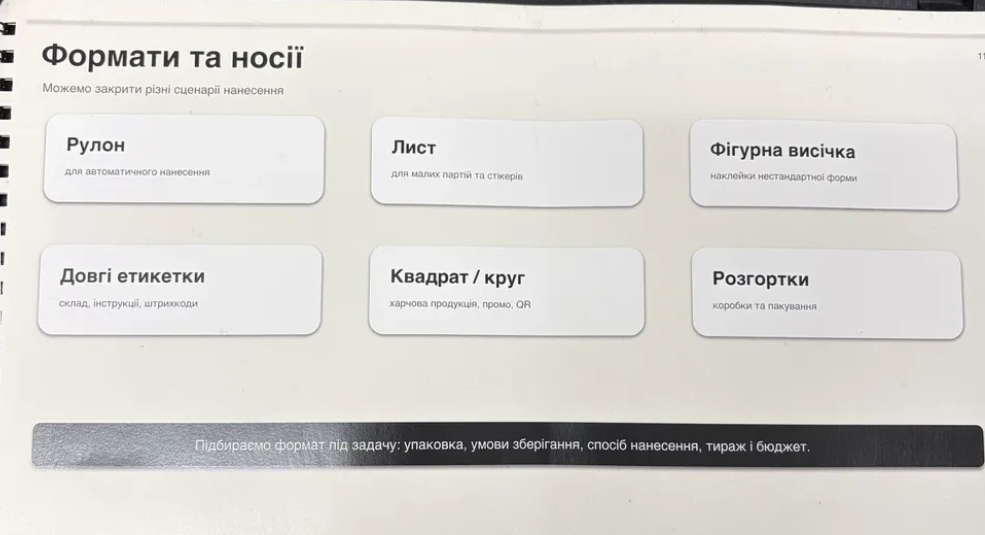 Формати та носії
11
Можемо закрити різні сценарії нанесення
Рулон
для автоматичного нанесення
Лист
для малих партій та стікерів
Фігурна висічка
наклейки нестандартної форми
Довгі етикетки
склад, інструкції, штрихкоди
Квадрат / круг
харчова продукція, промо, QR
Розгортки
коробки та пакування
Підбираємо формат під задачу: упаковка, умови зберігання, спосіб нанесення, тираж і бюджет.